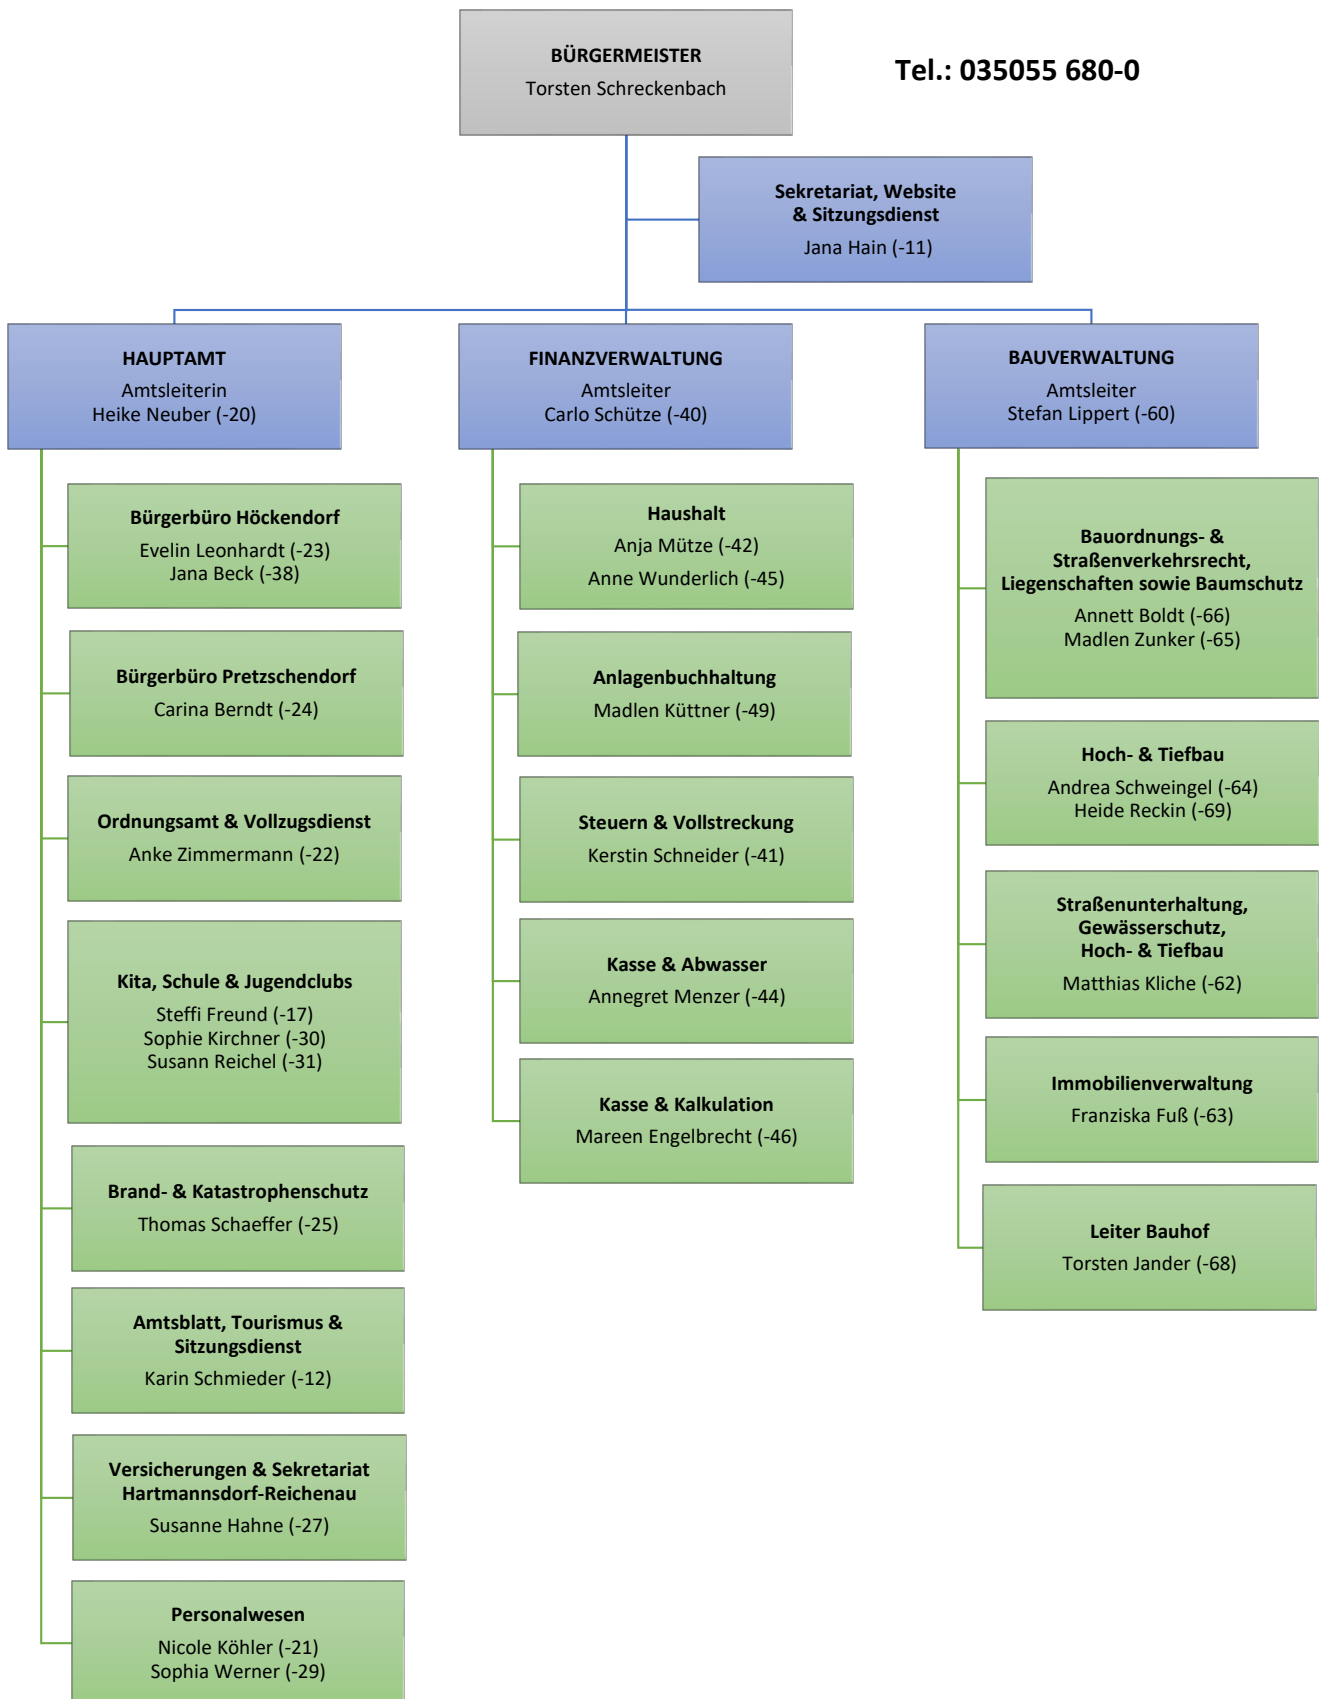 BÜRGERMEISTER
Torsten Schreckenbach
Tel.: 035055 680-0
Sekretariat, Website
& Sitzungsdienst
Jana Hain (-11)
HAUPTAMT
Amtsleiterin
Heike Neuber (-20)
Bürgerbüro Höckendorf
Evelin Leonhardt (-23)
Jana Beck (-38)
Bürgerbüro Pretzschendorf
Carina Berndt (-24)
Ordnungsamt & Vollzugsdienst
Anke Zimmermann (-22)
Kita, Schule & Jugendclubs
Steffi Freund (-17)
Sophie Kirchner (-30)
Susann Reichel (-31)
Brand- & Katastrophenschutz
Thomas Schaeffer (-25)
Amtsblatt, Tourismus &
Sitzungsdienst
Karin Schmieder (-12)
Versicherungen & Sekretariat
Hartmannsdorf-Reichenau
Susanne Hahne (-27)
Personalwesen
Nicole Köhler (-21)
Sophia Werner (-29)
FINANZVERWALTUNG
Amtsleiter
Carlo Schütze (-40)
Haushalt
Anja Mütze (-42)
Anne Wunderlich (-45)
Anlagenbuchhaltung
Madlen Küttner (-49)
Steuern & Vollstreckung
Kerstin Schneider (-41)
Kasse & Abwasser
Annegret Menzer (-44)
Kasse & Kalkulation
Mareen Engelbrecht (-46)
BAUVERWALTUNG
Amtsleiter
Stefan Lippert (-60)
Bauordnungs- &
Straßenverkehrsrecht,
Liegenschaften sowie Baumschutz
Annett Boldt (-66)
Madlen Zunker (-65)
Hoch- & Tiefbau
Andrea Schweingel (-64)
Heide Reckin (-69)
Straßenunterhaltung,
Gewässerschutz,
Hoch- & Tiefbau
Matthias Kliche (-62)
Immobilienverwaltung
Franziska Fuß (-63)
Leiter Bauhof
Torsten Jander (-68)